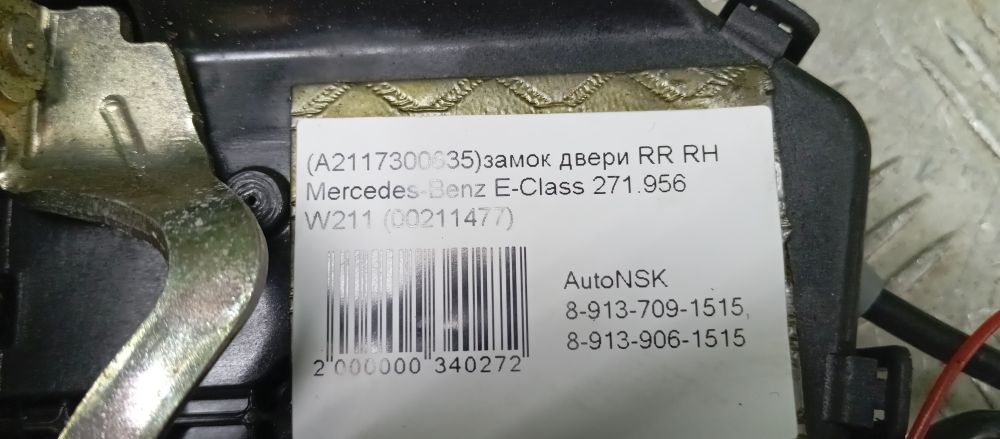 (A2117300635)замок двери RR RH
Mercedes-Benz E-Class 271.956
W211 (00211477)
AutoNSK
8-913-709-1515,
8-913-906-1515
2 000000 340272